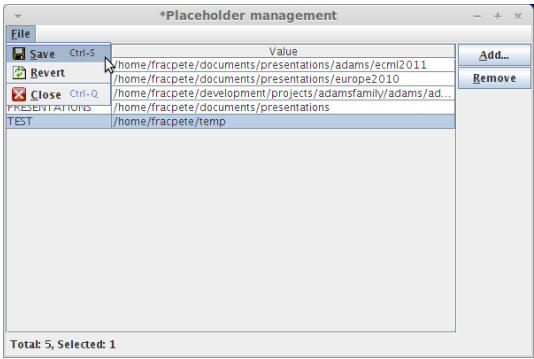 *Placeholder management
File
Save Ctrl-S
Revert
Close Ctrl-Q
Value
/home/fracpete/documents/presentations/adams/ecml2011
/home/fracpete/documents/presentations/europe2010
/home/fracpete/development/projects/adamsfamily/adams/ad...
PRESENTATIONS /home/fracpete/documents/presentations
TEST /home/fracpete/temp
Add...
Remove
Total: 5, Selected: 1